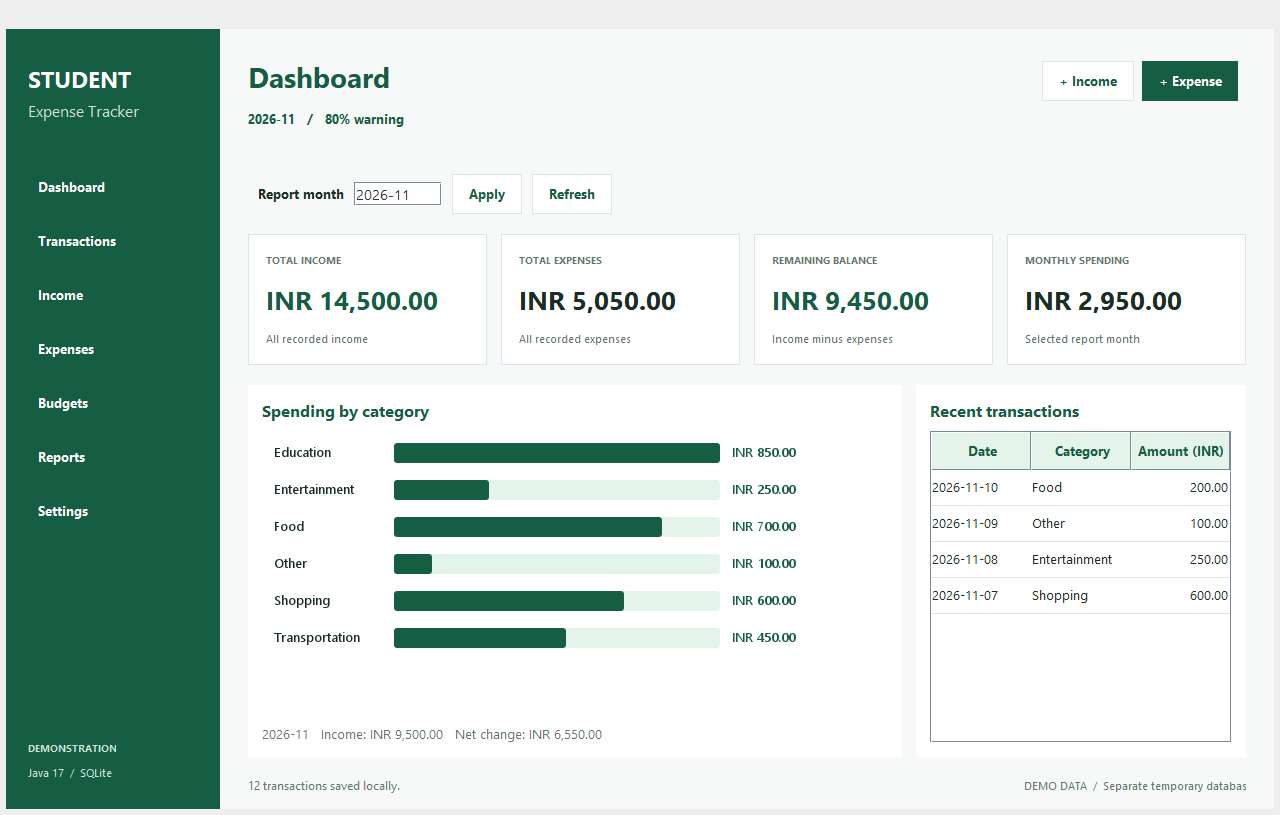 STUDENT
Expense Tracker
Dashboard
Transactions
Income
Expenses
Budgets
Reports
Settings
DEMONSTRATION
Java 17 / SQLite
Dashboard
2026-11 / 80% warning
+ Income
+ Expense
Report month 2026-11 Apply Refresh
TOTAL INCOME
INR 14,500.00
All recorded income
TOTAL EXPENSES
INR 5,050.00
All recorded expenses
REMAINING BALANCE
INR 9,450.00
Income minus expenses
MONTHLY SPENDING
INR 2,950.00
Selected report month
Spending by category
Education INR 850.00
Entertainment INR 250.00
Food INR 700.00
Other INR 100.00
Shopping INR 600.00
Transportation INR 450.00
2026-11 Income: INR 9,500.00 Net change: INR 6,550.00
Recent transactions
Date Category Amount (INR)
2026-11-10 Food 200.00
2026-11-09 Other 100.00
2026-11-08 Entertainment 250.00
2026-11-07 Shopping 600.00
12 transactions saved locally.
DEMO DATA / Separate temporary databas